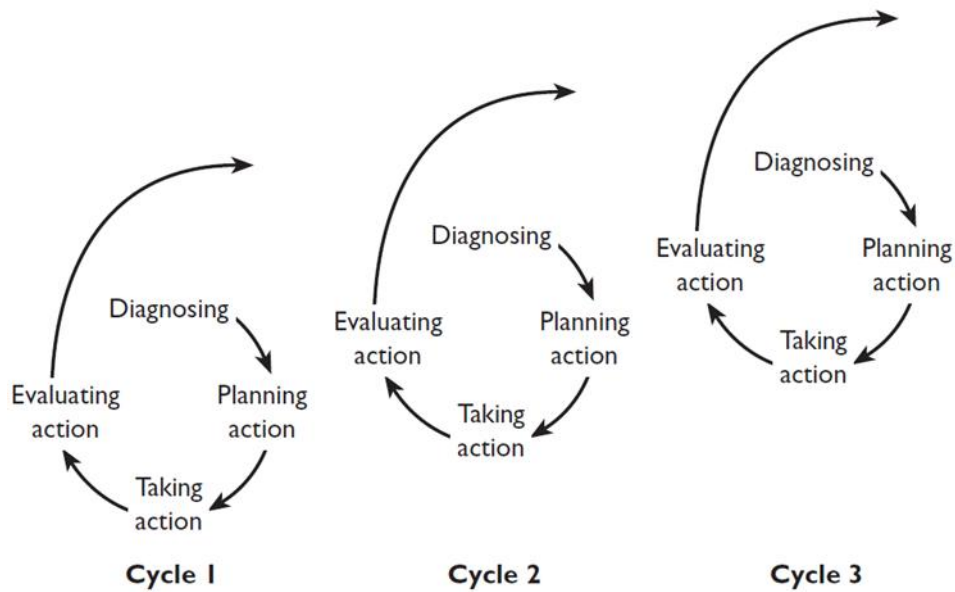 Diagnosing
Planning
action
Taking
action
Evaluating
action
Cycle 1
Diagnosing
Planning
action
Taking
action
Evaluating
action
Cycle 2
Diagnosing
Planning
action
Taking
action
Evaluating
action
Cycle 3